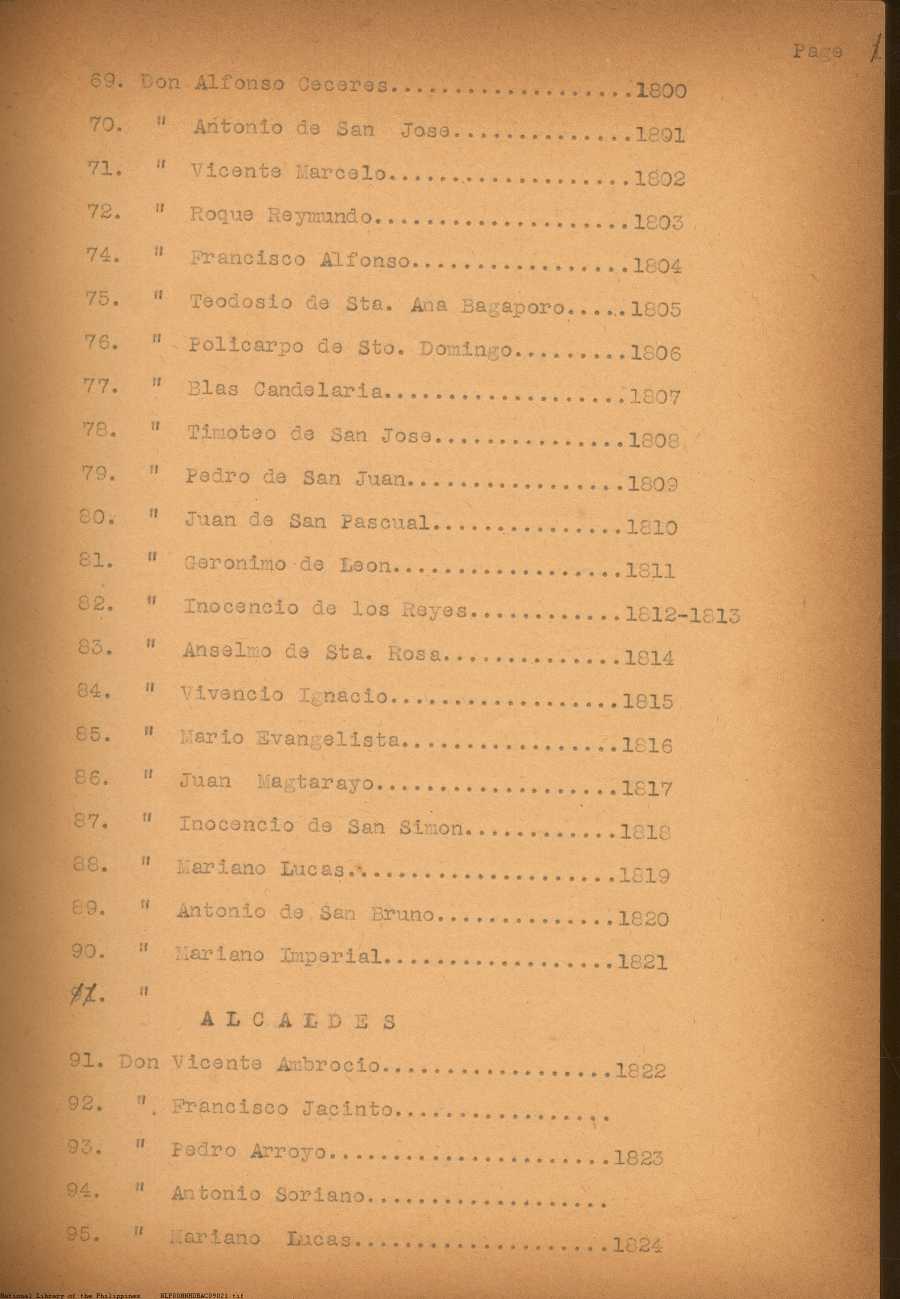 Page 1
69. Don Alfonso Ceceres...................1800
70. " Antonio de San Jose..............1801
71. " Vicente Marcelo...................1802
72. " Roque Reymundo....................1803
74. " Francisco Alfonso.................1804
75. " Teodosio de Sta. Ana Bagaporo.....1805
76. " Policarpo de Sto. Domingo.........1806
77. " Blas Candelaria...................1807
78. " Timoteo de San Jose...............1808
79. " Pedro de San Juan.................1809
80. " Juan de San Pascual...............1810
81. " Geronimo de Leon..................1811
82. " Inocencio de los Reyes............1812-1813
83. " Anselmo de Sta. Rosa..............1814
84. " Vivencio Ignacio..................1815
85. " Mario Evangelista.................1816
86. " Juan Magtarayo...................1817
87. " Inocencio de San Simon............1818
88. " Mariano Lucas.....................1819
89. " Antonio de San Bruno..............1820
90. " Mariano Imperial..................1821
91. "
A L C A L D E S
91. Don Vicente Ambrocio..................1822
92. " Francisco Jacinto.................
93. " Pedro Arroyo......................1823
94. " Antonio Soriano...................
95. " Mariano Lucas....................1824
National Library of the Philippines